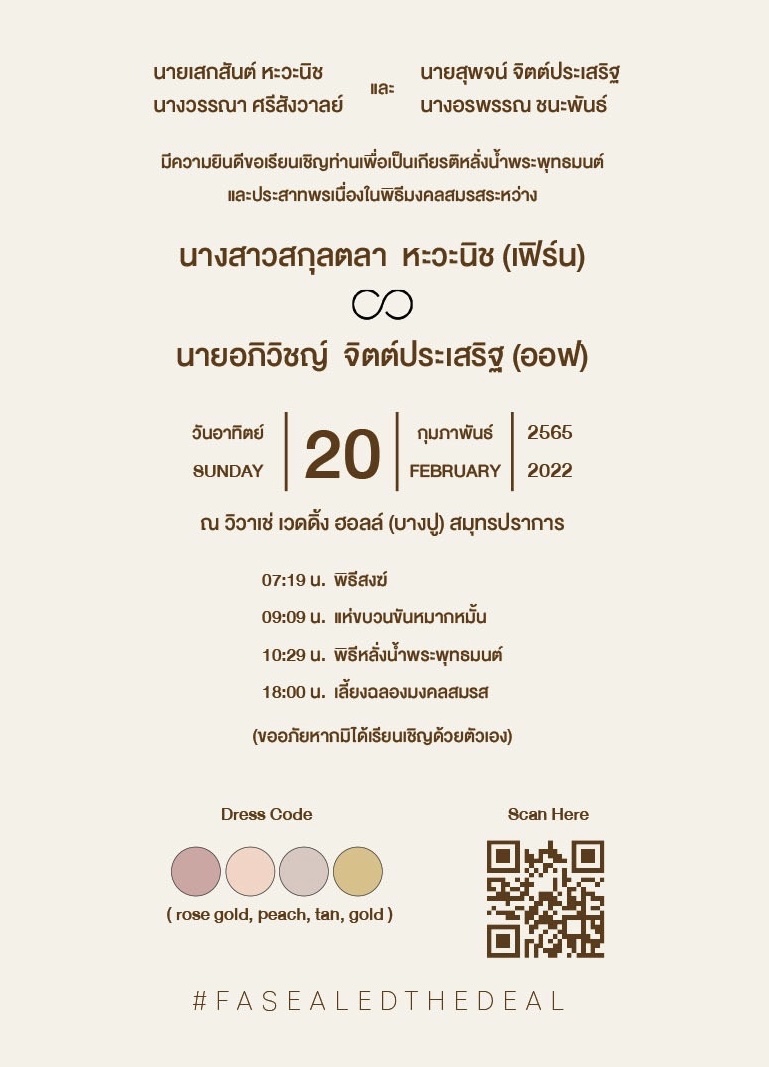 นายเสกสันต์ หะวะนิช
นางวรรณา ศรีสังวาลย์
และ
นายสุพจน์ จิตต์ประเสริฐ
นางอรพรรณ ชนะพันธ์
มีความยินดีขอเรียนเชิญท่านเพื่อเป็นเกียรติหลั่งน้ำพระพุทธมนต์
และประสาทพรเนื่องในพิธีมงคลสมรสระหว่าง
นางสาวสกุลตลา หะวะนิช (เฟิร์น)
นายอภิวิชญ์ จิตต์ประเสริฐ (ออฟ)
วันอาทิตย์
SUNDAY
20
กุมภาพันธ์
FEBRUARY
2565
2022
ณ วิวาเช่ เวดดิ้ง ฮอลล์ (บางปู) สมุทรปราการ
07:19 น. พิธีสงฆ์
09:09 น. แห่ขบวนขันหมากหมั้น
10:29 น. พิธีหลั่งน้ำพระพุทธมนต์
18:00 น. เลี้ยงฉลองมงคลสมรส
(ขออภัยหากมิได้เรียนเชิญด้วยตัวเอง)
Dress Code
( rose gold, peach, tan, gold )
Scan Here
#FASEALEDTHEDEAL